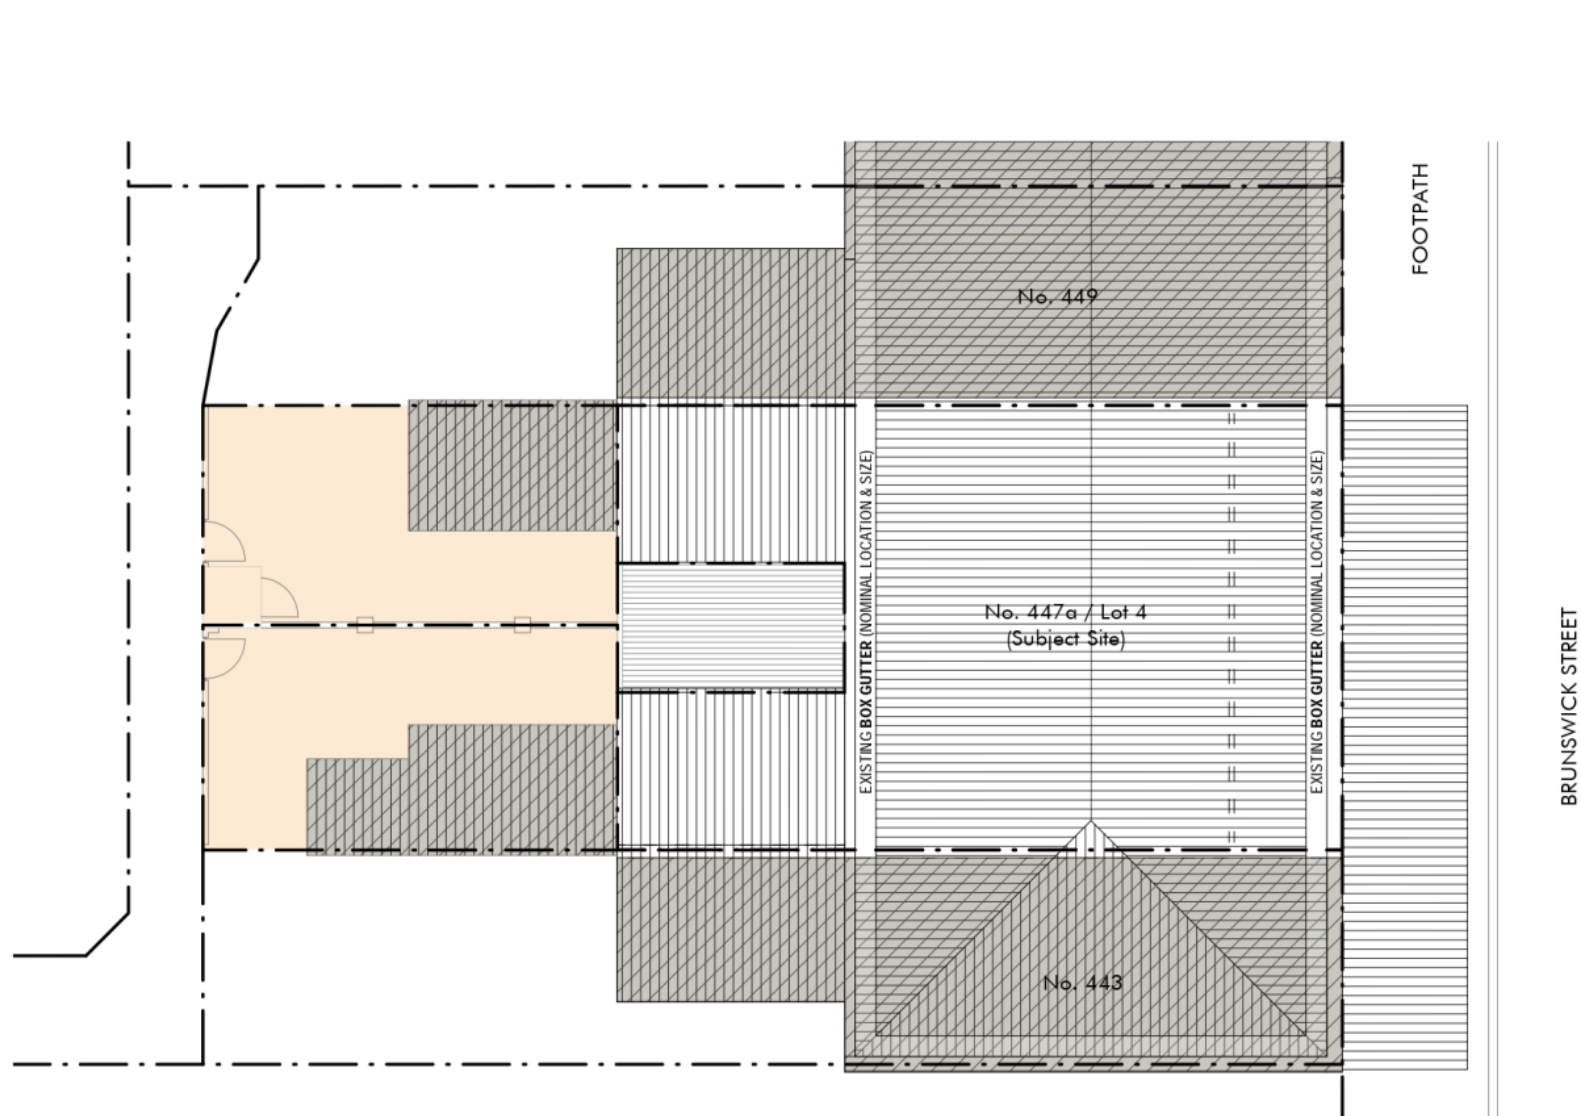 FOOTPATH
No. 449
EXISTING BOX GUTTER (NOMINAL LOCATION & SIZE)
No. 447a / Lot 4
(Subject Site)
EXISTING BOX GUTTER (NOMINAL LOCATION & SIZE)
BRUNSWICK STREET
No. 443